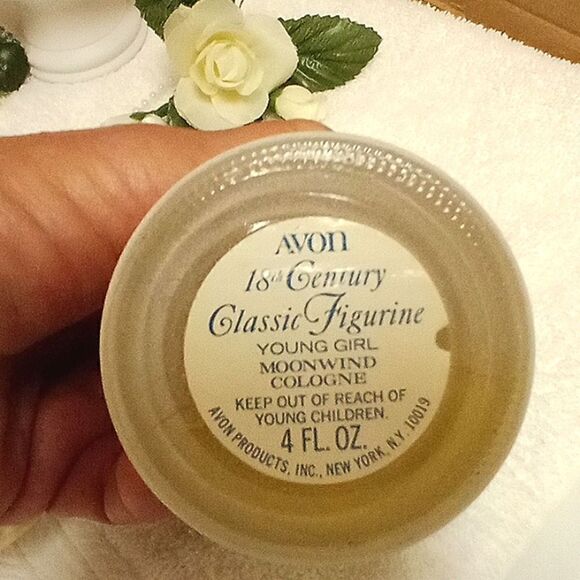 AVON
18th Century
Classic Figurine
YOUNG GIRL
MOONWIND
COLOGNE
KEEP OUT OF REACH OF
YOUNG CHILDREN.
4 FL. OZ.
AVON PRODUCTS, INC., NEW YORK, N.Y. 10019